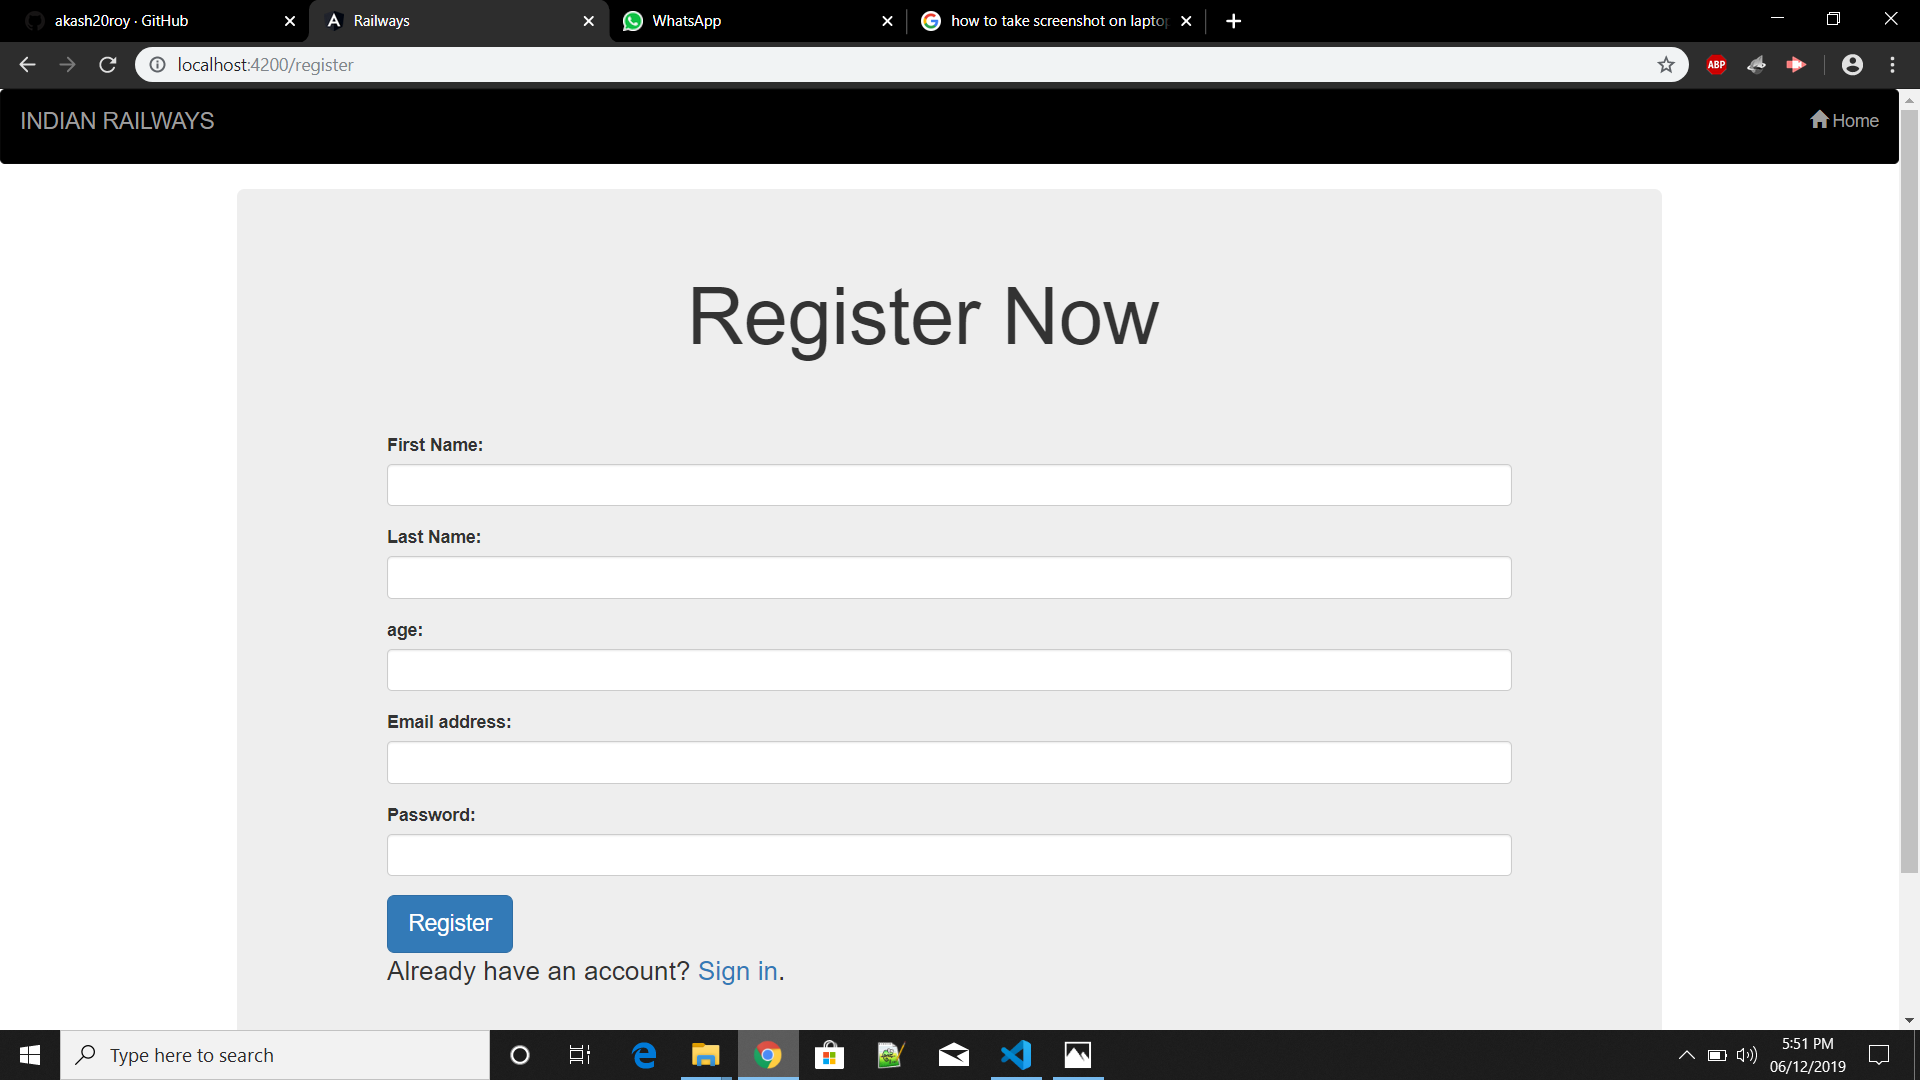 akash20roy · GitHub
Railways
WhatsApp
how to take screenshot on laptop
localhost:4200/register
ABP
INDIAN RAILWAYS
Home
Register Now
First Name:
Last Name:
age:
Email address:
Password:
Register
Already have an account? Sign in.
Type here to search
5:51 PM
06/12/2019